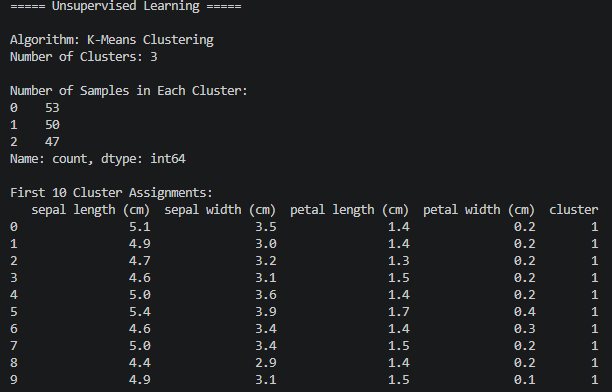 ===== Unsupervised Learning =====
Algorithm: K-Means Clustering
Number of Clusters: 3
Number of Samples in Each Cluster:
0    53
1    50
2    47
Name: count, dtype: int64
First 10 Cluster Assignments:
   sepal length (cm)  sepal width (cm)  petal length (cm)  petal width (cm)  cluster
0                5.1               3.5                1.4               0.2        1
1                4.9               3.0                1.4               0.2        1
2                4.7               3.2                1.3               0.2        1
3                4.6               3.1                1.5               0.2        1
4                5.0               3.6                1.4               0.2        1
5                5.4               3.9                1.7               0.4        1
6                4.6               3.4                1.4               0.3        1
7                5.0               3.4                1.5               0.2        1
8                4.4               2.9                1.4               0.2        1
9                4.9               3.1                1.5               0.1        1